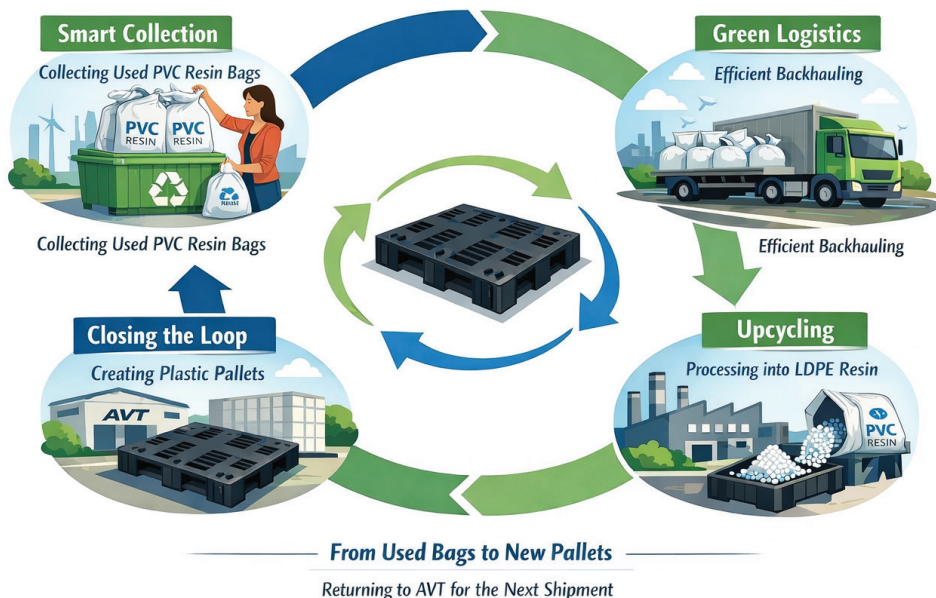 Smart Collection
Collecting Used PVC Resin Bags
PVC
RESIN
PVC
RESIN
Collecting Used PVC Resin Bags
Green Logistics
Efficient Backhauling
Efficient Backhauling
Closing the Loop
Creating Plastic Pallets
AVT
Upcycling
Processing into LDPE Resin
PVC
RESIN
From Used Bags to New Pallets
Returning to AVT for the Next Shipment